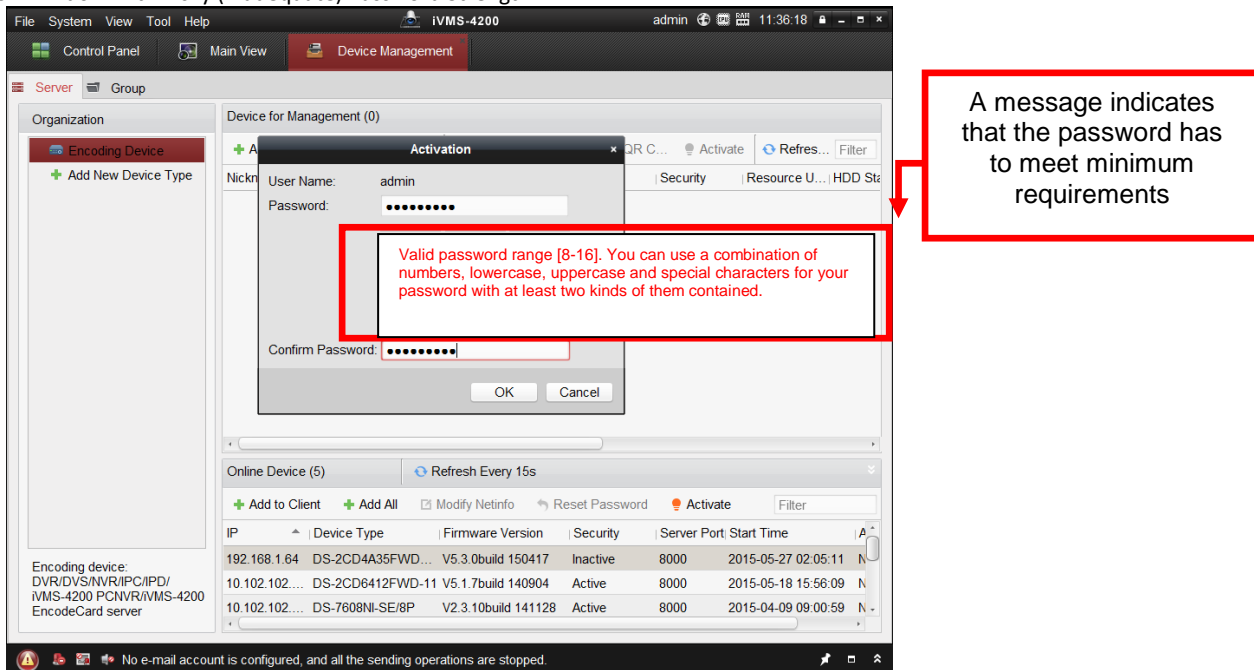 File System View Tool Help iVMS-4200 admin 11:36:18
Control Panel Main View Device Management
Server Group
Organization
Encoding Device
Add New Device Type
Encoding device:
DVR/DVS/NVR/IPC/IPD/
iVMS-4200 PCNVR/iVMS-4200
EncodeCard server
Device for Management (0)
QR C... Activate Refres... Filter
Nickn Security Resource U... HDD Sta
Activation
User Name: admin
Password: ●●●●●●●●●
Valid password range [8-16]. You can use a combination of
numbers, lowercase, uppercase and special characters for your
password with at least two kinds of them contained.
Confirm Password: ●●●●●●●●●
OK Cancel
Online Device (5) Refresh Every 15s
Add to Client Add All Modify Netinfo Reset Password Activate Filter
IP Device Type Firmware Version Security Server Port Start Time A
192.168.1.64 DS-2CD4A35FWD... V5.3.0build 150417 Inactive 8000 2015-05-27 02:05:11 N
10.102.102.... DS-2CD6412FWD-11 V5.1.7build 140904 Active 8000 2015-05-18 15:56:09 N
10.102.102.... DS-7608NI-SE/8P V2.3.10build 141128 Active 8000 2015-04-09 09:00:59 N
No e-mail account is configured, and all the sending operations are stopped.
A message indicates
that the password has
to meet minimum
requirements